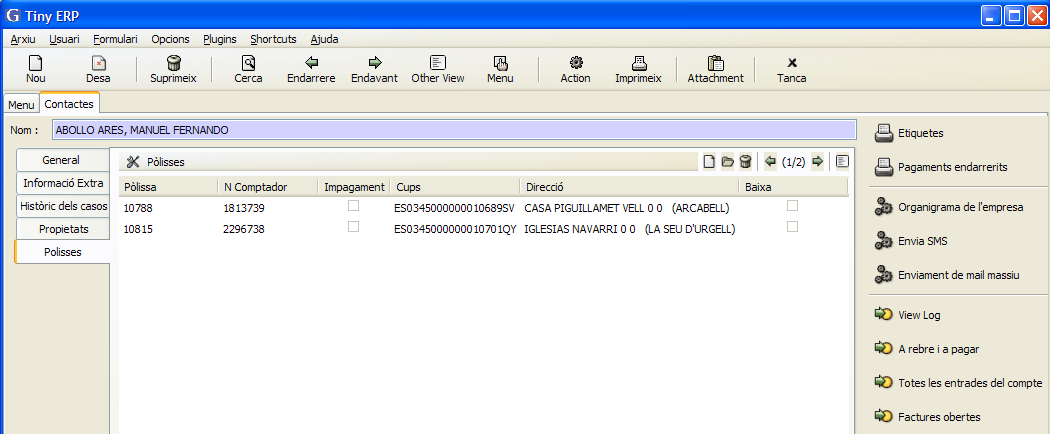 G Tiny ERP
Arxiu Usuari Formulari Opcions Plugins Shortcuts Ajuda
Nou Desa Suprimeix Cerca Endarrere Endavant Other View Menu Action Imprimeix Attachment Tanca
Menu Contactes
Nom : ABOLLO ARES, MANUEL FERNANDO
General
Informació Extra
Històric dels casos
Propietats
Polisses
Pòlisses (1/2)
Pòlissa N Comptador Impagament Cups Direcció Baixa
10788 1813739 ES0345000000010689SV CASA PIGUILLAMET VELL 0 0 (ARCABELL)
10815 2296738 ES0345000000010701QY IGLESIAS NAVARRI 0 0 (LA SEU D'URGELL)
Etiquetes
Pagaments endarrerits
Organigrama de l'empresa
Envia SMS
Enviament de mail massiu
View Log
A rebre i a pagar
Totes les entrades del compte
Factures obertes